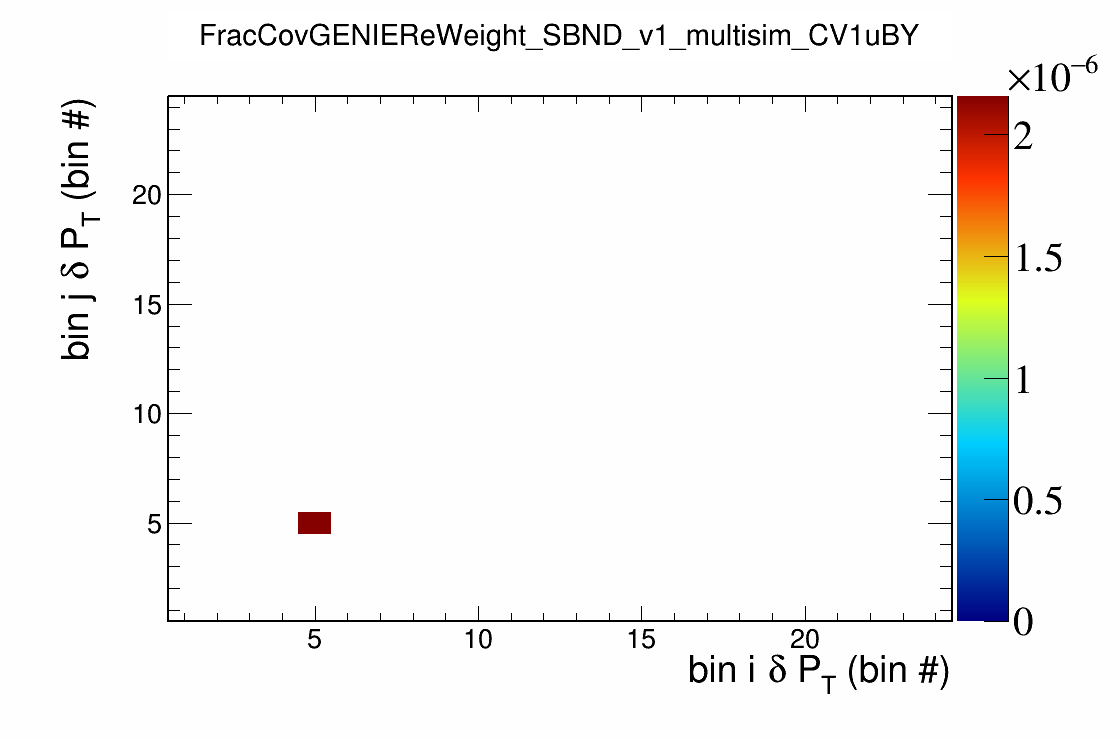 FracCovGENIEReWeight_SBND_v1_multisim_CV1uBY
×10⁻⁶
bin j δ P_T (bin #)
20
15
10
5
2
1.5
1
0.5
0
5 10 15 20
bin i δ P_T (bin #)